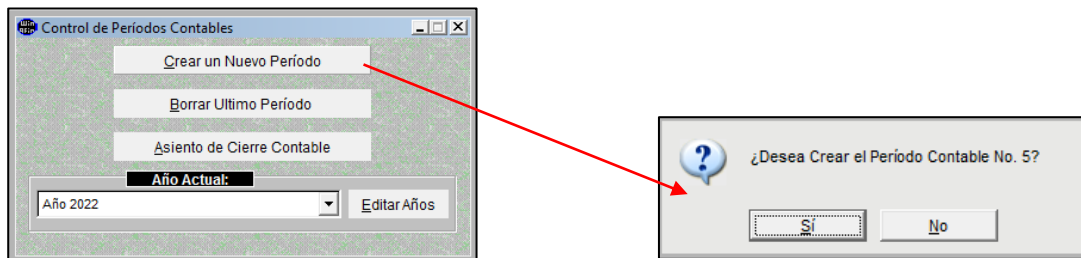 Control de Períodos Contables
Crear un Nuevo Período
Borrar Ultimo Período
Asiento de Cierre Contable
Año Actual:
Año 2022
Editar Años
¿Desea Crear el Período Contable No. 5?
Sí
No